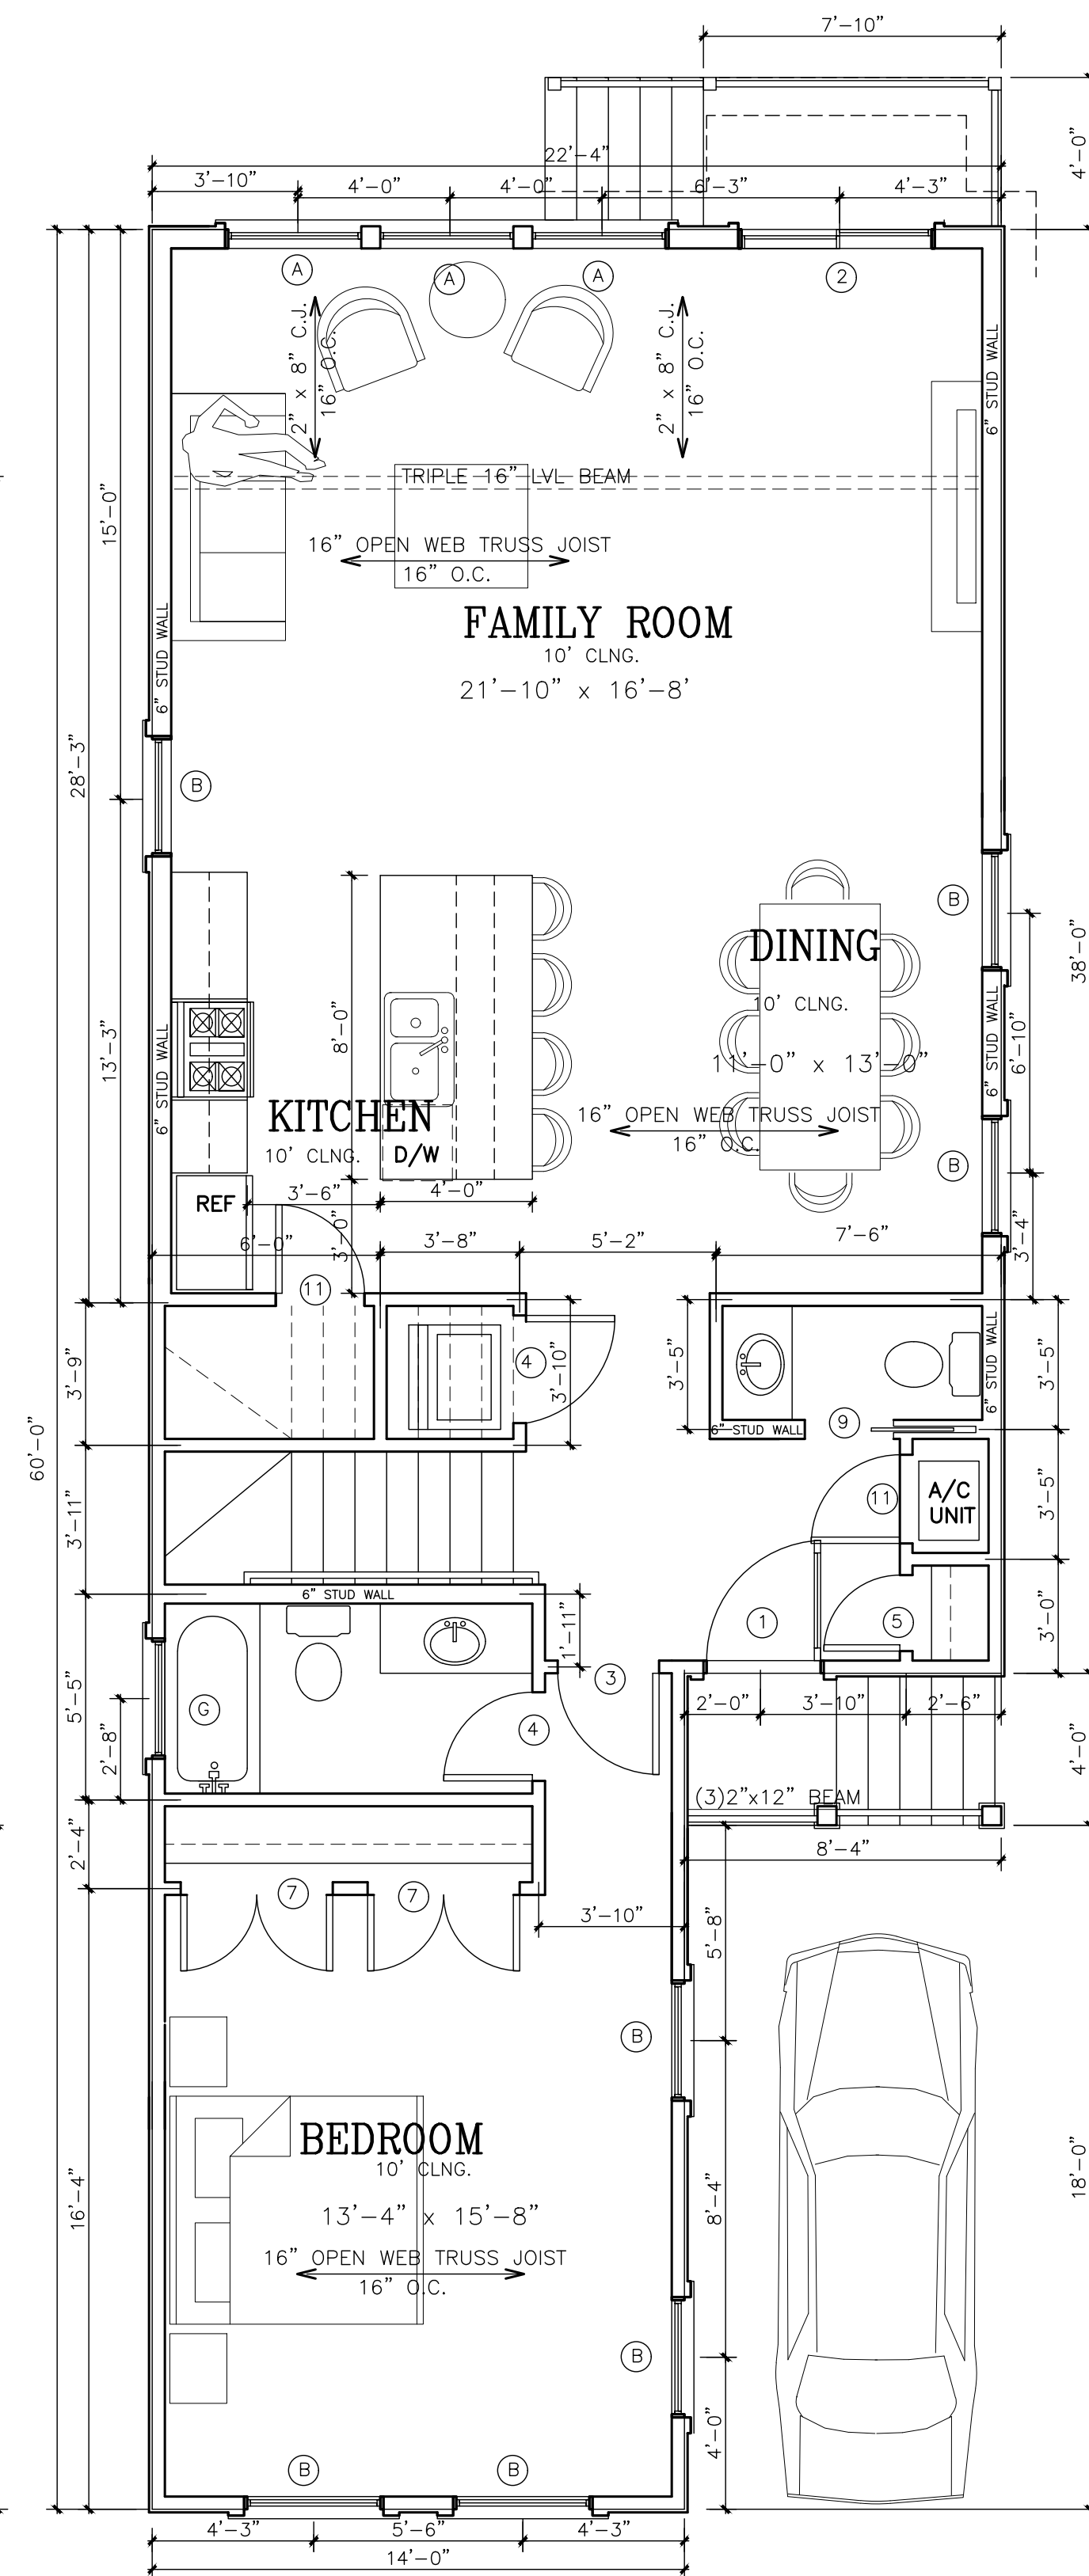 7'-10"
4'-0"
22'-4"
3'-10"
4'-0"
4'-0"
6'-3"
4'-3"
A
A
A
2
2" x 8" C.J.
16" O.C.
2" x 8" C.J.
16" O.C.
6" STUD WALL
TRIPLE 16" LVL BEAM
15'-0"
16" OPEN WEB TRUSS JOIST
16" O.C.
FAMILY ROOM
10' CLNG.
21'-10" x 16'-8'
6" STUD WALL
28'-3"
B
B
38'-0"
DINING
10' CLNG.
11'-0" x 13'-0"
6" STUD WALL
6'-10"
8'-0"
13'-3"
6" STUD WALL
KITCHEN
10' CLNG.
D/W
16" OPEN WEB TRUSS JOIST
16" O.C.
B
REF
3'-6"
4'-0"
6'-0"
3'-0"
3'-8"
5'-2"
7'-6"
3'-4"
11
4
3'-10"
3'-9"
3'-5"
6" STUD WALL
3'-5"
6" STUD WALL
9
60'-0"
11
A/C
UNIT
3'-5"
3'-11"
6" STUD WALL
1'-11"
1
5
3'-0"
3
G
4
5'-5"
2'-8"
2'-0"
3'-10"
2'-6"
4'-0"
(3)2"x12" BEAM
8'-4"
2'-4"
7
7
3'-10"
5'-8"
B
BEDROOM
10' CLNG.
13'-4" x 15'-8"
16" OPEN WEB TRUSS JOIST
16" O.C.
16'-4"
8'-4"
18'-0"
B
4'-0"
B
B
4'-3"
5'-6"
4'-3"
14'-0"